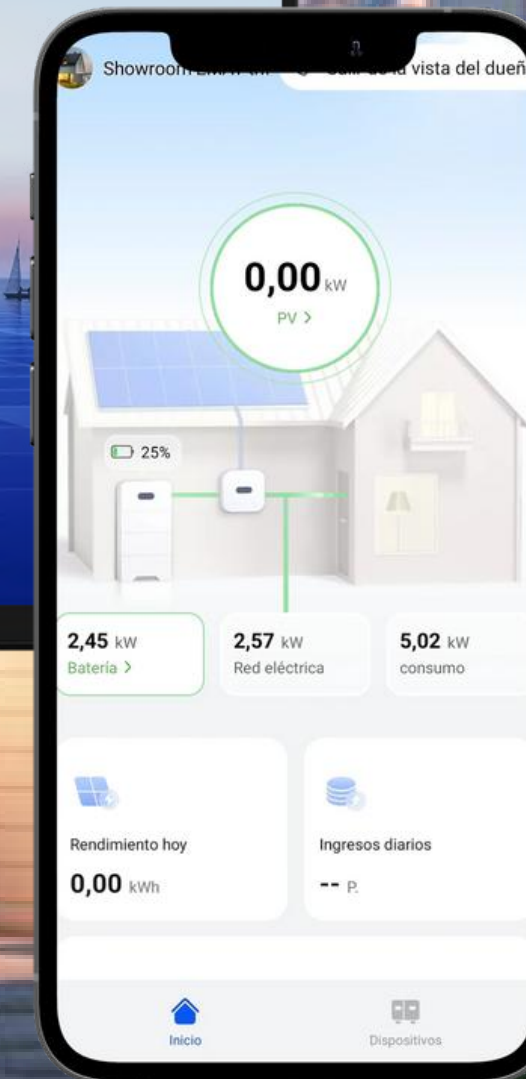 Showroom
vista del dueñ
0,00 kW
PV >
25%
2,45 kW
Batería >
2,57 kW
Red eléctrica
5,02 kW
consumo
Rendimiento hoy
0,00 kWh
Ingresos diarios
-- P.
Inicio
Dispositivos